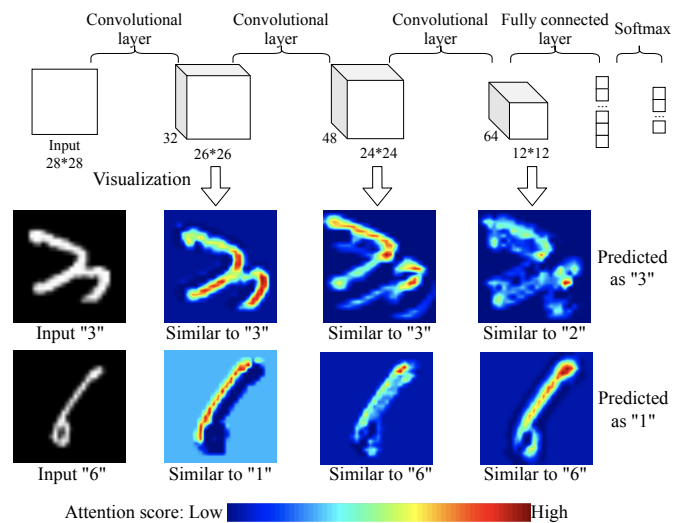 Convolutional layer
Convolutional layer
Convolutional layer
Fully connected layer
Softmax
Input 28*28
32
26*26
48
24*24
64
12*12
...
...
Visualization
Input "3"
Similar to "3"
Similar to "3"
Similar to "2"
Predicted as "3"
Input "6"
Similar to "1"
Similar to "6"
Similar to "6"
Predicted as "1"
Attention score: Low
High